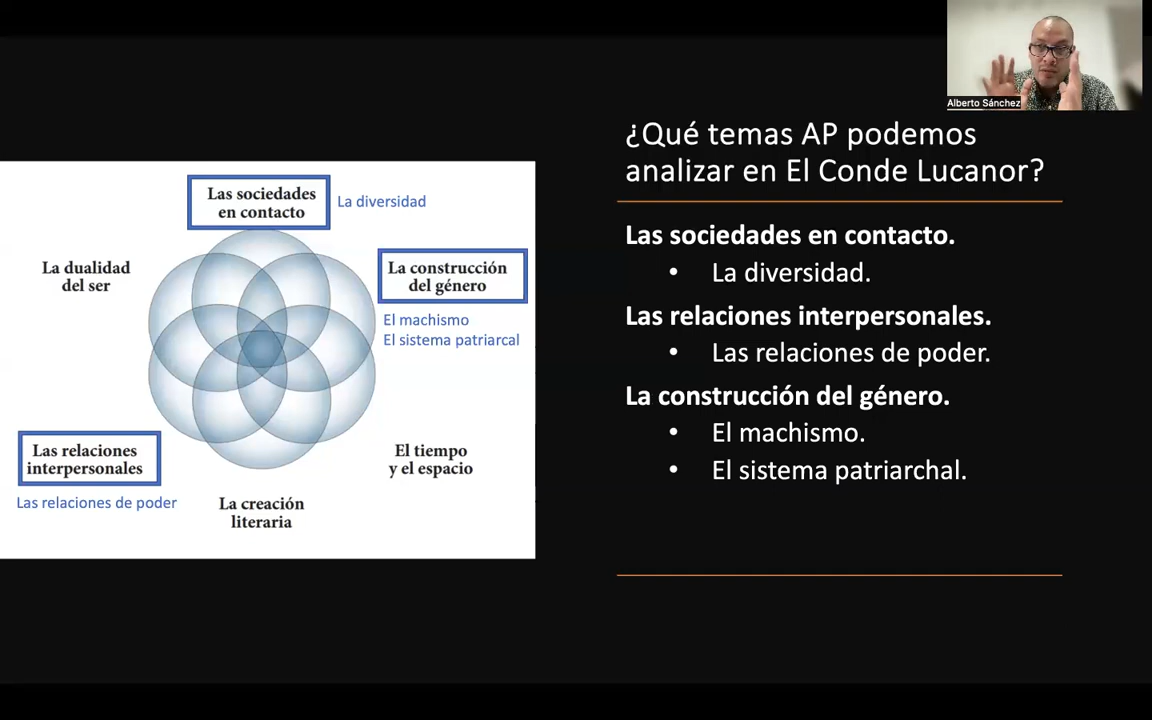 Alberto Sánchez
¿Qué temas AP podemos
analizar en El Conde Lucanor?
Las sociedades en contacto.
• La diversidad.
Las relaciones interpersonales.
• Las relaciones de poder.
La construcción del género.
• El machismo.
• El sistema patriarchal.
Las sociedades
en contacto
La diversidad
La dualidad
del ser
La construcción
del género
El machismo
El sistema patriarcal
Las relaciones
interpersonales
Las relaciones de poder
El tiempo
y el espacio
La creación
literaria